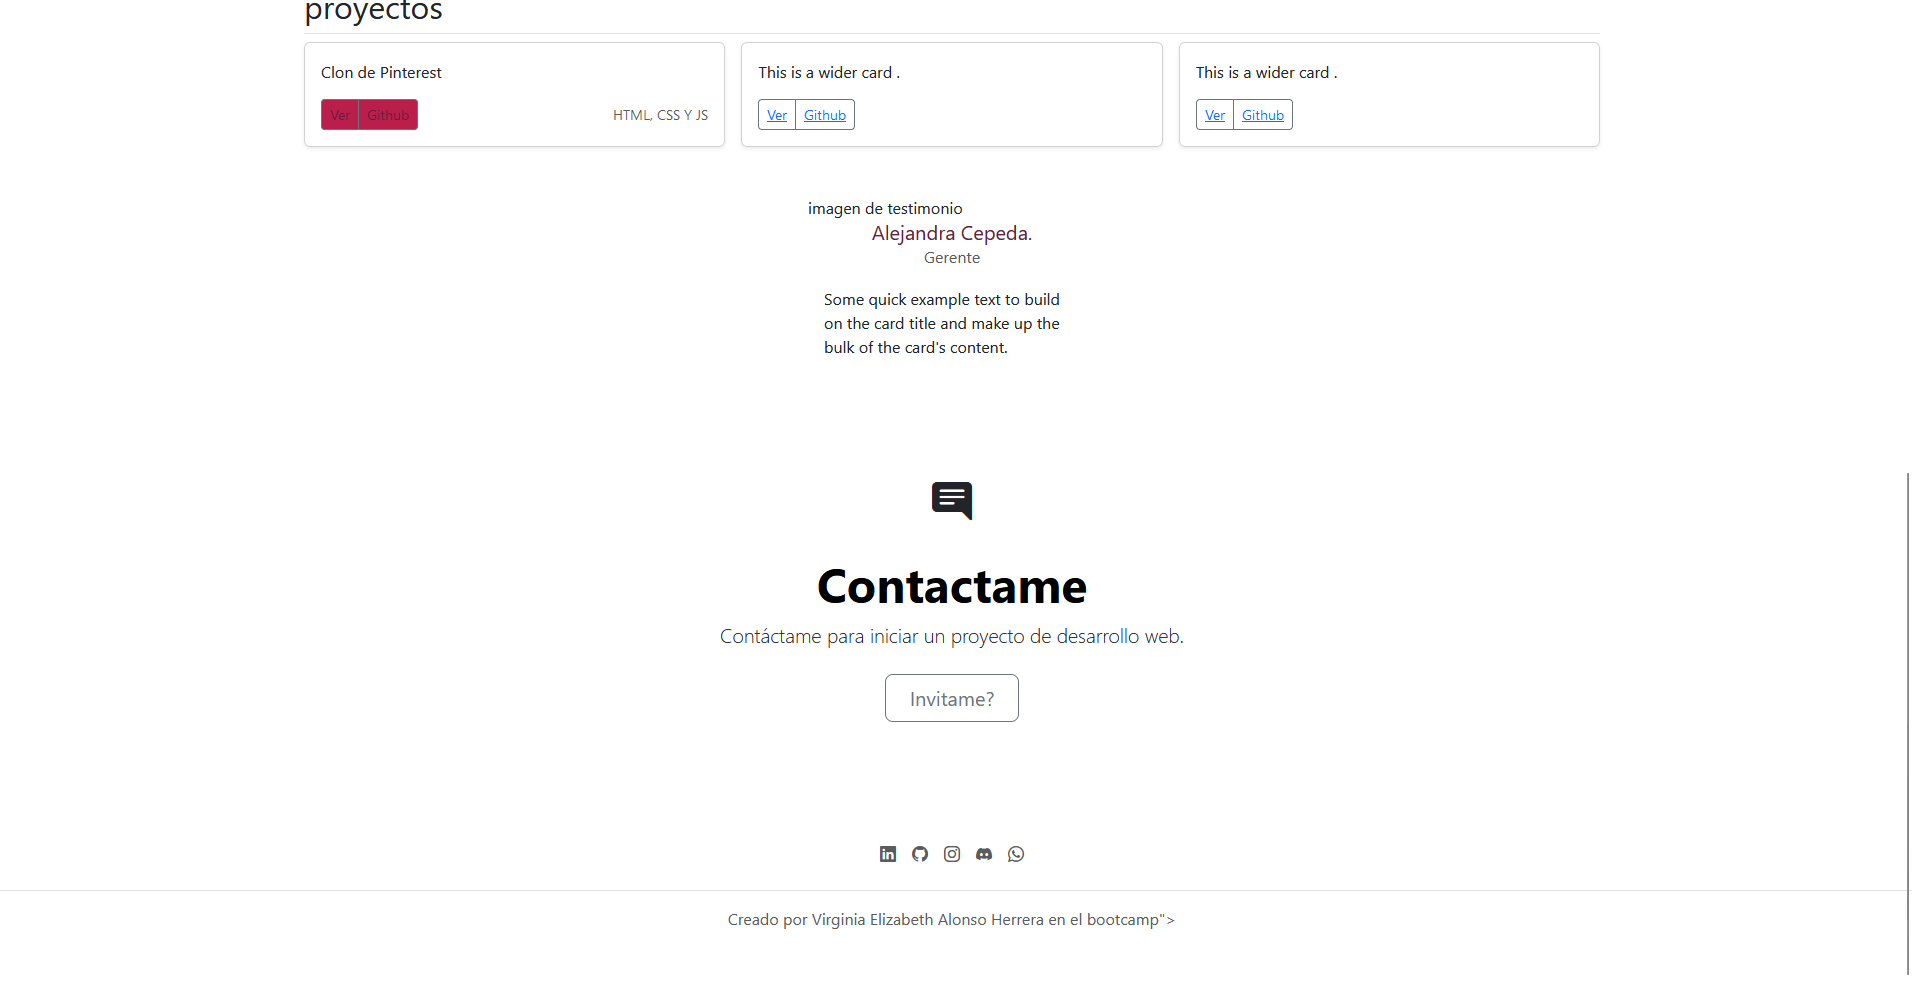 proyectos
Clon de Pinterest
Ver Github HTML, CSS Y JS
This is a wider card .
Ver Github
This is a wider card .
Ver Github
imagen de testimonio
Alejandra Cepeda.
Gerente
Some quick example text to build
on the card title and make up the
bulk of the card's content.
Contactame
Contáctame para iniciar un proyecto de desarrollo web.
Invitame?
in
Creado por Virginia Elizabeth Alonso Herrera en el bootcamp">